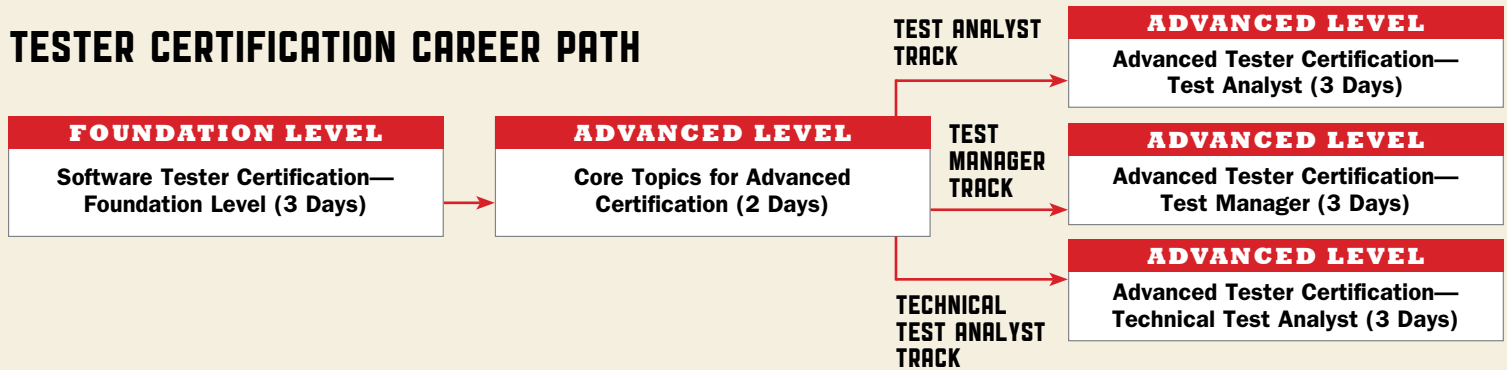 TESTER CERTIFICATION CAREER PATH
FOUNDATION LEVEL
Software Tester Certification—
Foundation Level (3 Days)
ADVANCED LEVEL
Core Topics for Advanced
Certification (2 Days)
TEST ANALYST
TRACK
ADVANCED LEVEL
Advanced Tester Certification—
Test Analyst (3 Days)
TEST
MANAGER
TRACK
ADVANCED LEVEL
Advanced Tester Certification—
Test Manager (3 Days)
TECHNICAL
TEST ANALYST
TRACK
ADVANCED LEVEL
Advanced Tester Certification—
Technical Test Analyst (3 Days)